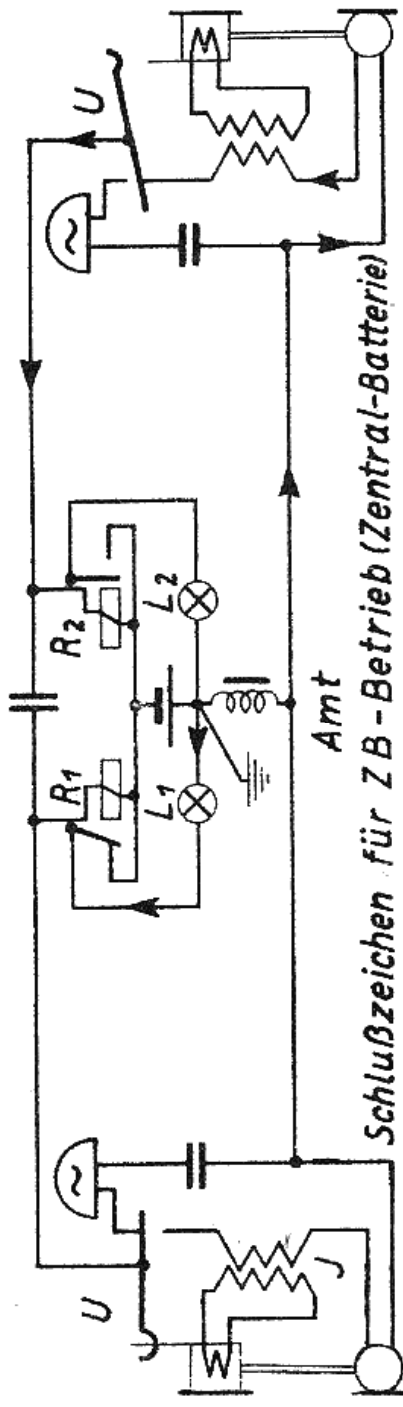 U
U
R1
R2
L1
L2
J
Amt
Schlußzeichen für ZB-Betrieb (Zentral-Batterie)